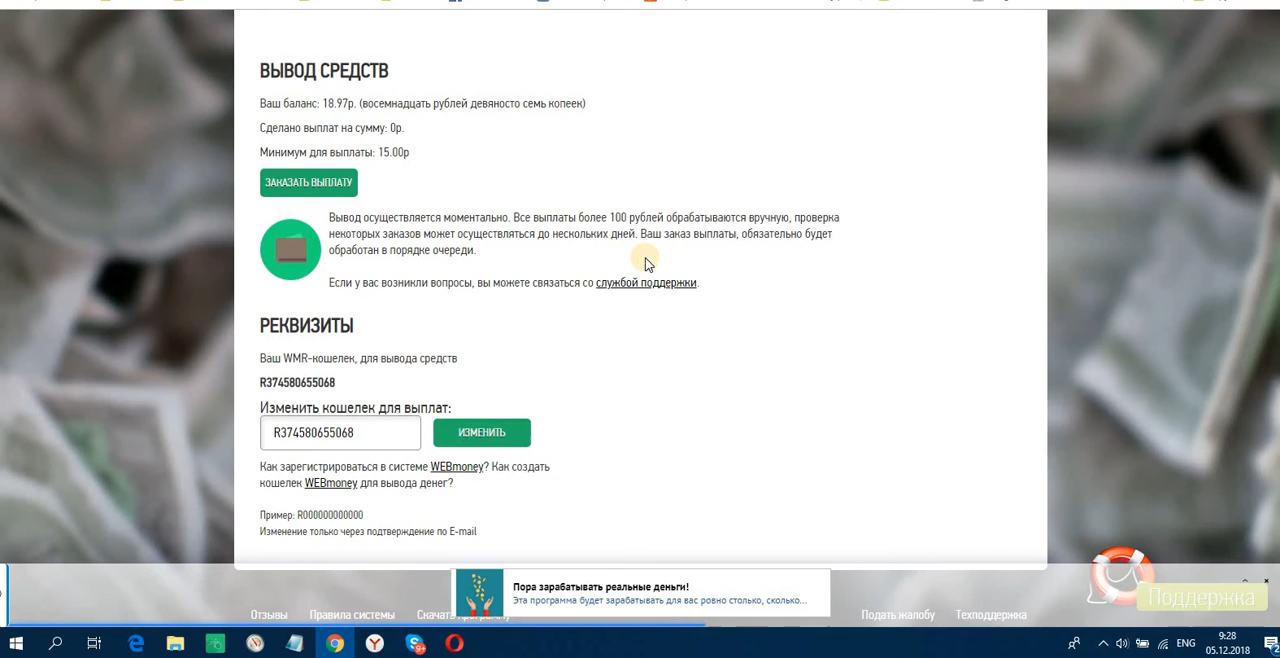 ВЫВОД СРЕДСТВ
Ваш баланс: 18.97р. (восемнадцать рублей девяносто семь копеек)
Сделано выплат на сумму: 0р.
Минимум для выплаты: 15.00р
ЗАКАЗАТЬ ВЫПЛАТУ
Вывод осуществляется моментально. Все выплаты более 100 рублей обрабатываются вручную, проверка
некоторых заказов может осуществляться до нескольких дней. Ваш заказ выплаты, обязательно будет
обработан в порядке очереди.
Если у вас возникли вопросы, вы можете связаться со службой поддержки.
РЕКВИЗИТЫ
Ваш WMR-кошелек, для вывода средств
R374580655068
Изменить кошелек для выплат:
R374580655068
ИЗМЕНИТЬ
Как зарегистрироваться в системе WEBmoney? Как создать
кошелек WEBmoney для вывода денег?
Пример: R000000000000
Изменение только через подтверждение по E-mail
Пора зарабатывать реальные деньги!
Эта программа будет зарабатывать для вас ровно столько, сколько...
Поддержка
Отзывы Правила системы Скачать Подать жалобу Техподдержка
ENG
9:28
05.12.2018